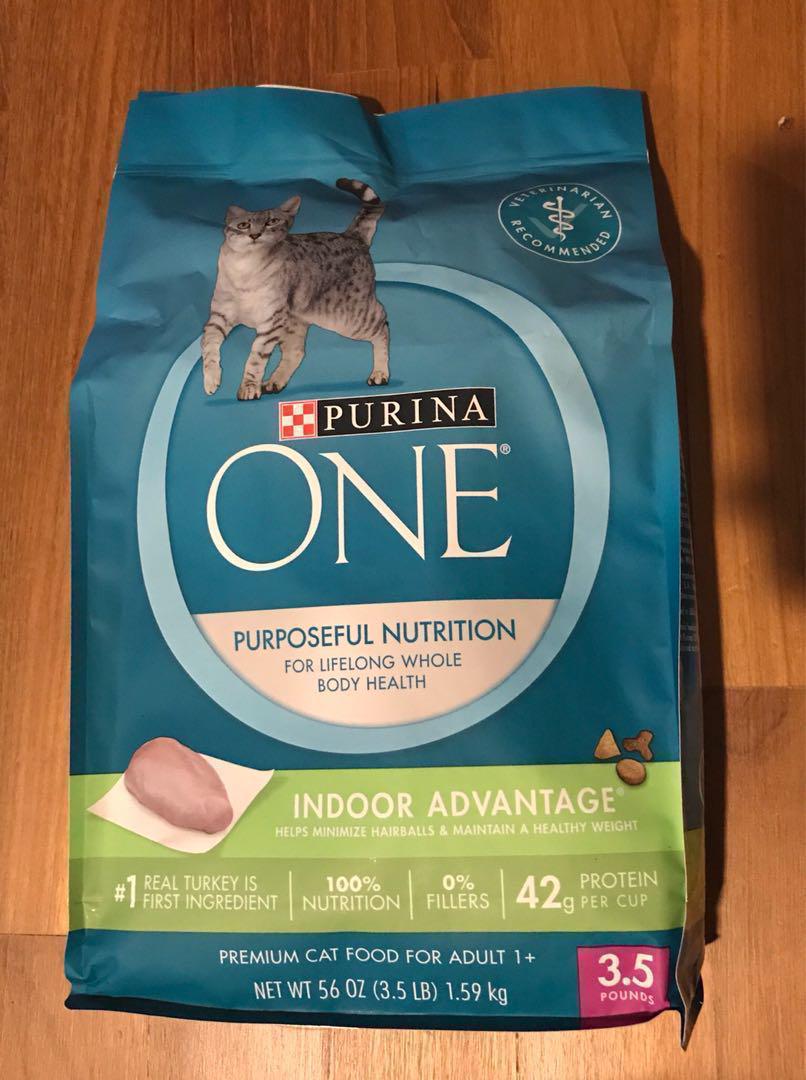 VETERINARIAN
RECOMMENDED
PURINA
ONE®
PURPOSEFUL NUTRITION
FOR LIFELONG WHOLE
BODY HEALTH
INDOOR ADVANTAGE®
HELPS MINIMIZE HAIRBALLS & MAINTAIN A HEALTHY WEIGHT
#1 REAL TURKEY IS
FIRST INGREDIENT
100%
NUTRITION
0%
FILLERS
42g PROTEIN
PER CUP
PREMIUM CAT FOOD FOR ADULT 1+
NET WT 56 OZ (3.5 LB) 1.59 kg
3.5
POUNDS